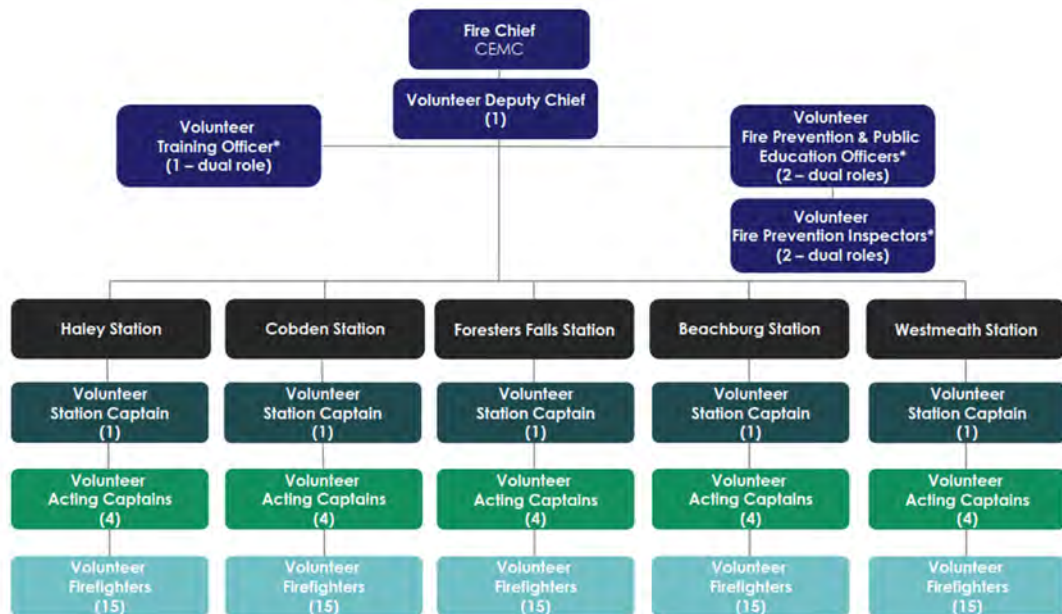 Fire Chief
CEMC
Volunteer Deputy Chief
(1)
Volunteer
Training Officer*
(1 – dual role)
Volunteer
Fire Prevention & Public
Education Officers*
(2 – dual roles)
Volunteer
Fire Prevention Inspectors*
(2 – dual roles)
Haley Station
Cobden Station
Foresters Falls Station
Beachburg Station
Westmeath Station
Volunteer
Station Captain
(1)
Volunteer
Station Captain
(1)
Volunteer
Station Captain
(1)
Volunteer
Station Captain
(1)
Volunteer
Station Captain
(1)
Volunteer
Acting Captains
(4)
Volunteer
Acting Captains
(4)
Volunteer
Acting Captains
(4)
Volunteer
Acting Captains
(4)
Volunteer
Acting Captains
(4)
Volunteer
Firefighters
(15)
Volunteer
Firefighters
(15)
Volunteer
Firefighters
(15)
Volunteer
Firefighters
(15)
Volunteer
Firefighters
(15)